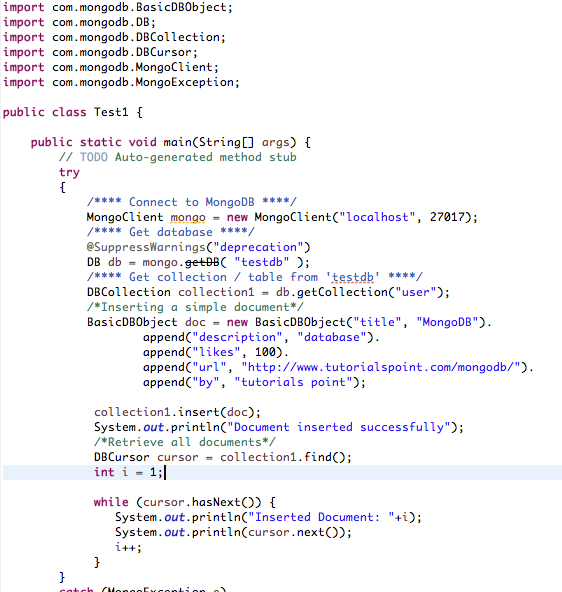 import com.mongodb.BasicDBObject;
import com.mongodb.DB;
import com.mongodb.DBCollection;
import com.mongodb.DBCursor;
import com.mongodb.MongoClient;
import com.mongodb.MongoException;
public class Test1 {
public static void main(String[] args) {
// TODO Auto-generated method stub
try
{
/**** Connect to MongoDB ****/
MongoClient mongo = new MongoClient("localhost", 27017);
/**** Get database ****/
@SuppressWarnings("deprecation")
DB db = mongo.getDB( "testdb" );
/**** Get collection / table from 'testdb' ****/
DBCollection collection1 = db.getCollection("user");
/*Inserting a simple document*/
BasicDBObject doc = new BasicDBObject("title", "MongoDB").
append("description", "database").
append("likes", 100).
append("url", "http://www.tutorialspoint.com/mongodb/").
append("by", "tutorials point");
collection1.insert(doc);
System.out.println("Document inserted successfully");
/*Retrieve all documents*/
DBCursor cursor = collection1.find();
int i = 1;
while (cursor.hasNext()) {
System.out.println("Inserted Document: "+i);
System.out.println(cursor.next());
i++;
}
}
catch (MongoException e)